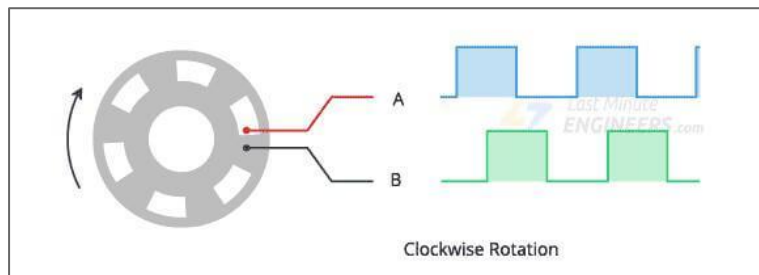 A
Last Minute
ENGINEERS.com
B
Clockwise Rotation